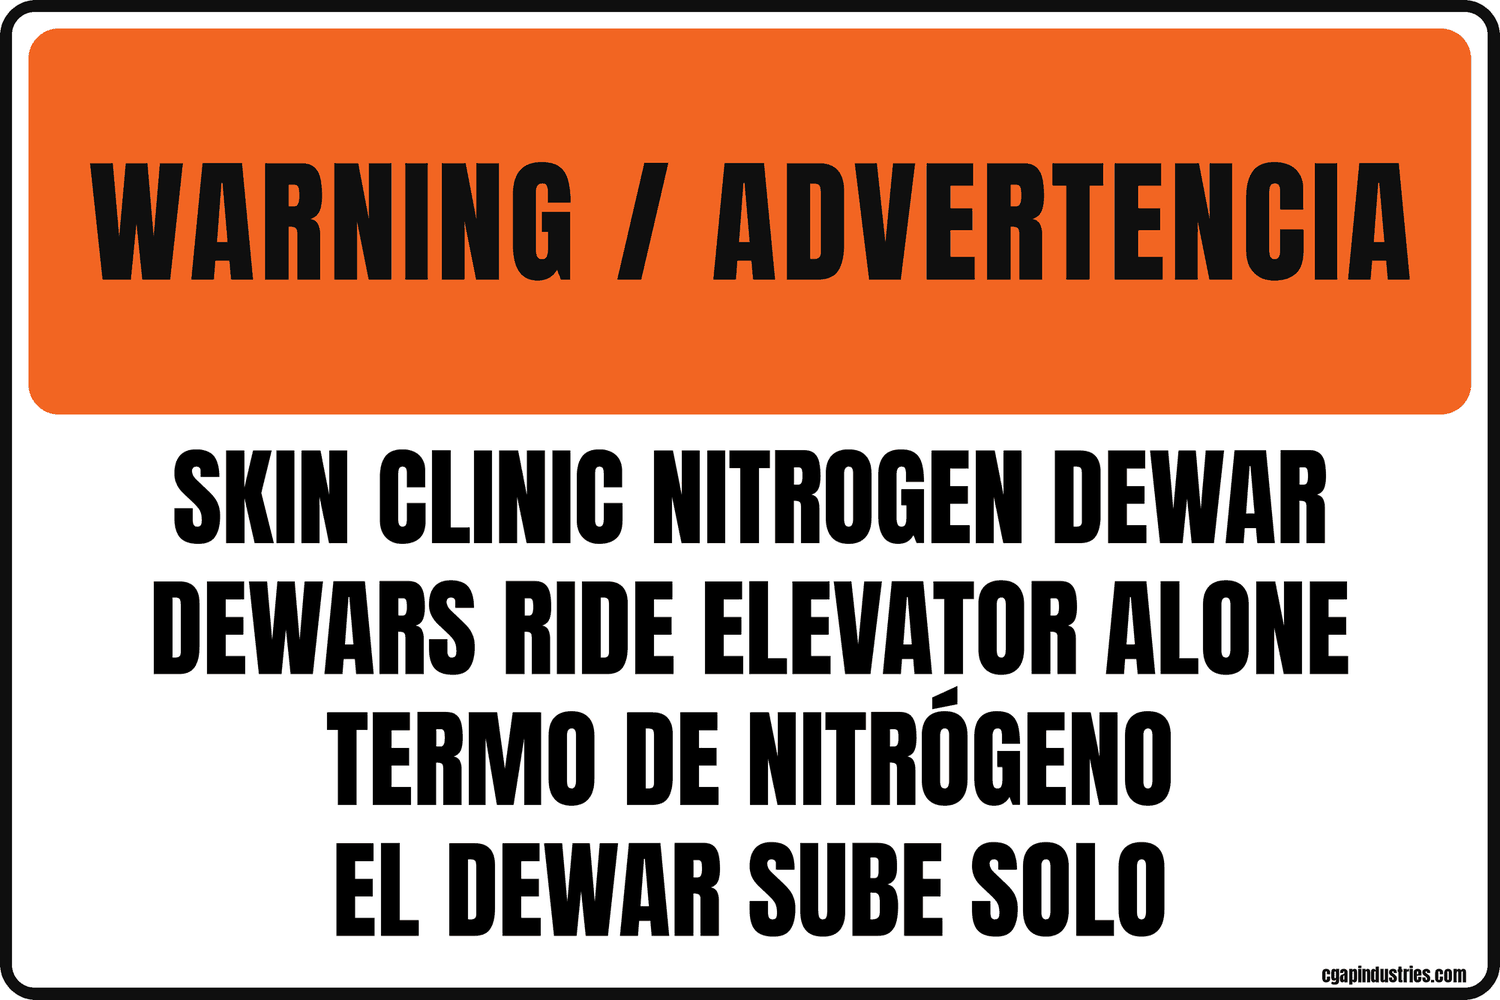 WARNING / ADVERTENCIA
SKIN CLINIC NITROGEN DEWAR
DEWARS RIDE ELEVATOR ALONE
TERMO DE NITRÓGENO
EL DEWAR SUBE SOLO
cgapindustries.com